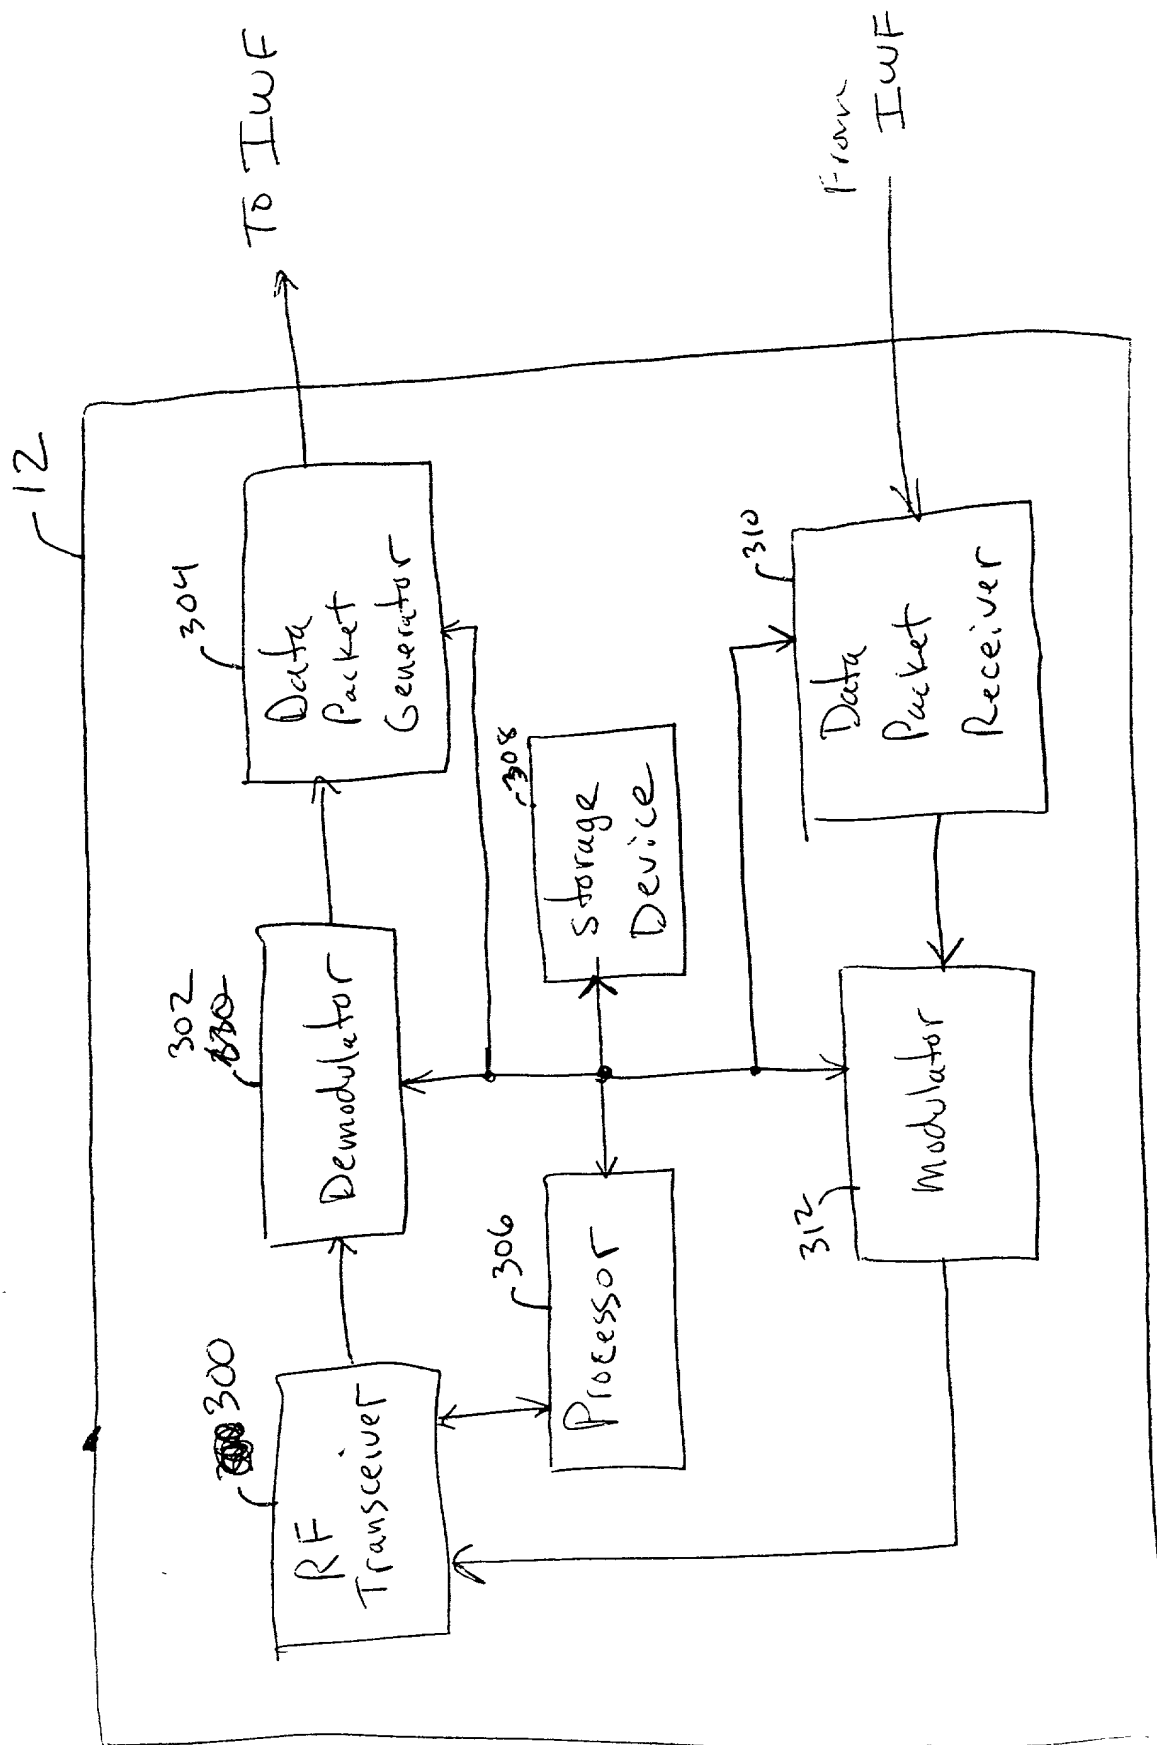 12
To IWF
304
Data
Packet
Generator
302
330
Demodulator
300
RF
Transceiver
308
Storage
Device
306
Processor
From
IWF
310
Data
Packet
Receiver
312
Modulator